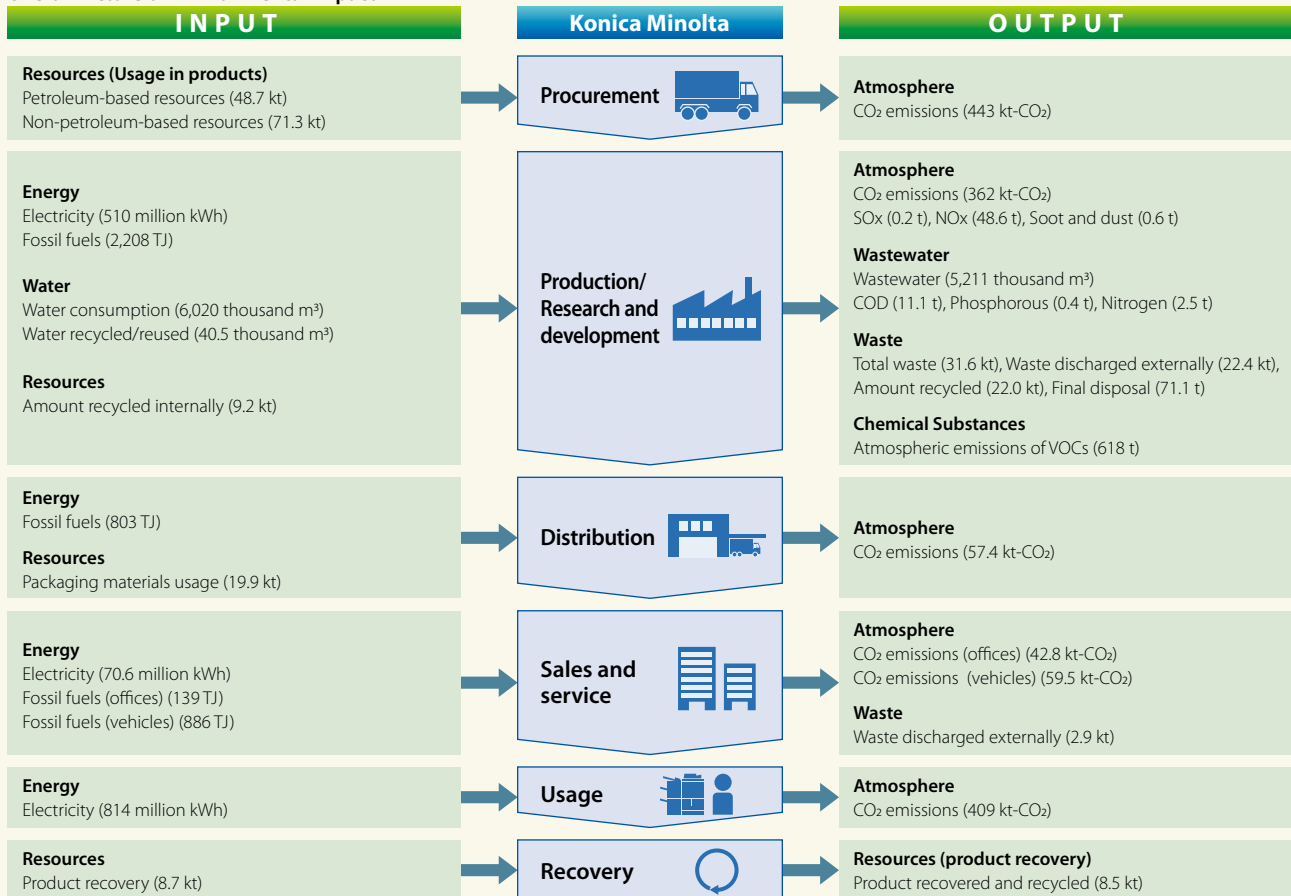 INPUT
Konica Minolta
OUTPUT
Resources (Usage in products)
Petroleum-based resources (48.7 kt)
Non-petroleum-based resources (71.3 kt)
Procurement
Atmosphere
CO₂ emissions (443 kt-CO₂)
Energy
Electricity (510 million kWh)
Fossil fuels (2,208 TJ)
Water
Water consumption (6,020 thousand m³)
Water recycled/reused (40.5 thousand m³)
Resources
Amount recycled internally (9.2 kt)
Production/
Research and
development
Atmosphere
CO₂ emissions (362 kt-CO₂)
SOx (0.2 t), NOx (48.6 t), Soot and dust (0.6 t)
Wastewater
Wastewater (5,211 thousand m³)
COD (11.1 t), Phosphorous (0.4 t), Nitrogen (2.5 t)
Waste
Total waste (31.6 kt), Waste discharged externally (22.4 kt),
Amount recycled (22.0 kt), Final disposal (71.1 t)
Chemical Substances
Atmospheric emissions of VOCs (618 t)
Energy
Fossil fuels (803 TJ)
Resources
Packaging materials usage (19.9 kt)
Distribution
Atmosphere
CO₂ emissions (57.4 kt-CO₂)
Energy
Electricity (70.6 million kWh)
Fossil fuels (offices) (139 TJ)
Fossil fuels (vehicles) (886 TJ)
Sales and
service
Atmosphere
CO₂ emissions (offices) (42.8 kt-CO₂)
CO₂ emissions (vehicles) (59.5 kt-CO₂)
Waste
Waste discharged externally (2.9 kt)
Energy
Electricity (814 million kWh)
Usage
Atmosphere
CO₂ emissions (409 kt-CO₂)
Resources
Product recovery (8.7 kt)
Recovery
Resources (product recovery)
Product recovered and recycled (8.5 kt)